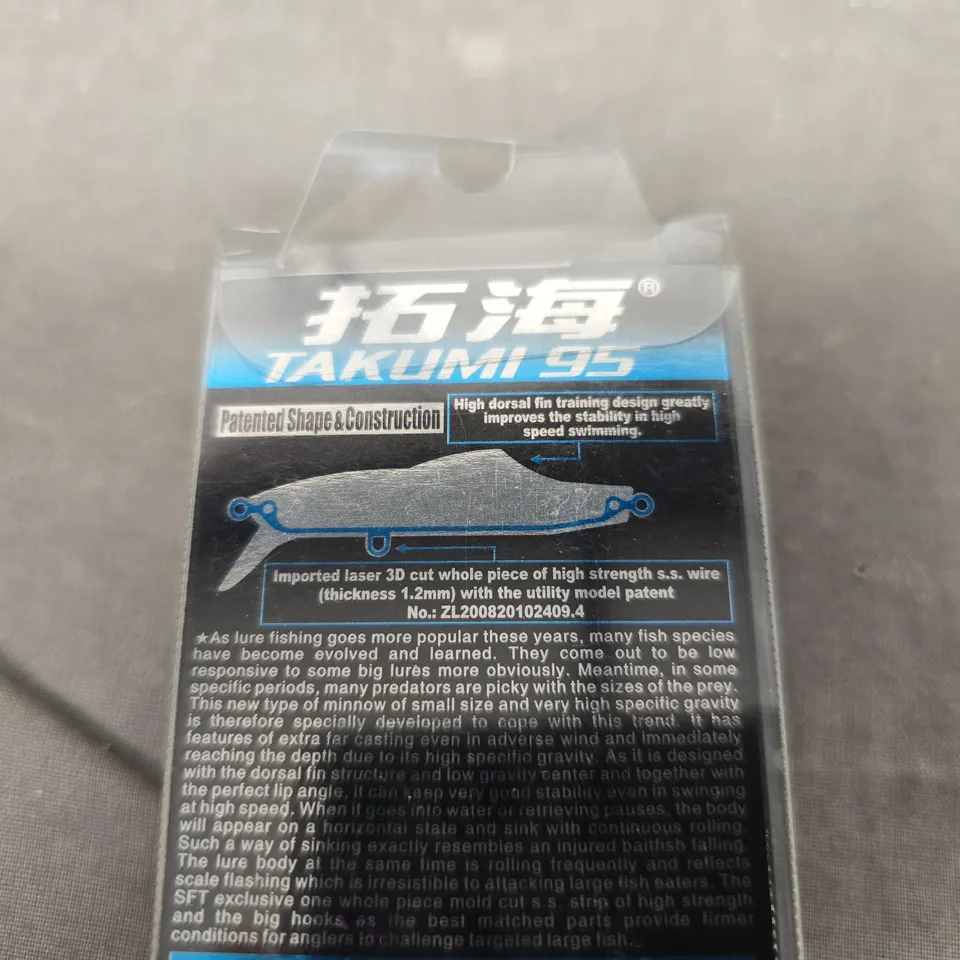 拓海®
TAKUMI 95
Patented Shape & Construction
High dorsal fin training design greatly
improves the stability in high
speed swimming.
Imported laser 3D cut whole piece of high strength s.s. wire
(thickness 1.2mm) with the utility model patent
No.: ZL200820102409.4
★As lure fishing goes more popular these years, many fish species
have become evolved and learned. They come out to be low
responsive to some big lures more obviously. Meantime, in some
specific periods, many predators are picky with the sizes of the prey.
This new type of minnow of small size and very high specific gravity
is therefore specially developed to cope with this trend. It has
features of extra far casting even in adverse wind and immediately
reaching the depth due to its high specific gravity. As it is designed
with the dorsal fin structure and low gravity center and together with
the perfect lip angle, it can keep very good stability even in swinging
at high speed. When it goes into water or retrieving pauses, the body
will appear on a horizontal state and sink with continuous rolling.
Such a way of sinking exactly resembles an injured baitfish falling.
The lure body at the same time is rolling frequently and reflects
scale flashing which is irresistible to attacking large fish eaters. The
SFT exclusive one whole piece mold cut s.s. strip of high strength
and the big hooks as the best matched parts provide firmer
conditions for anglers to challenge targeted large fish.